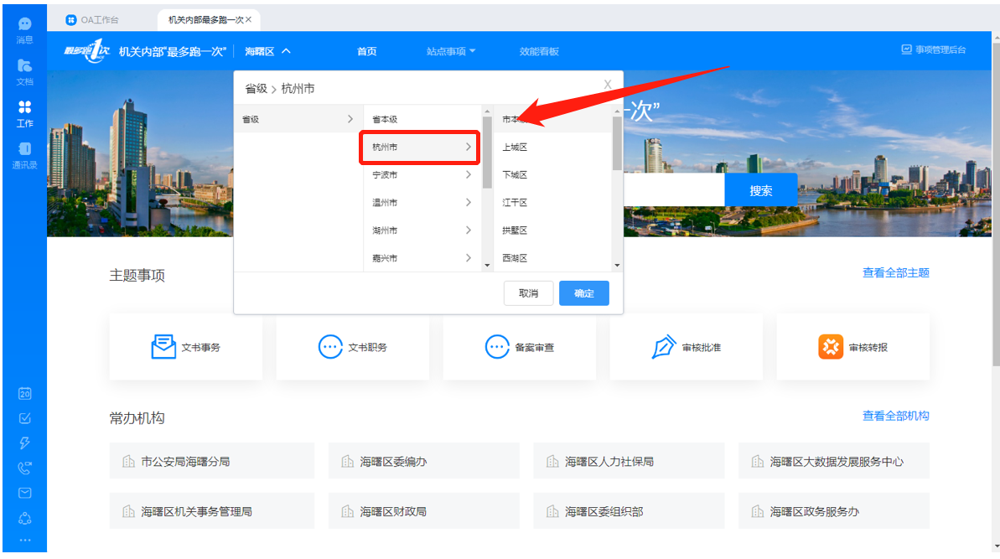 消息
文档
工作
通讯录
20
OA工作台
机关内部最多跑一次×
最多跑1次
机关内部“最多跑一次”
海曙区
首页
站点事项
效能看板
事项管理后台
省级 > 杭州市
X
省级
省本级
杭州市
宁波市
温州市
湖州市
嘉兴市
市本
上城区
下城区
江干区
拱墅区
西湖区
取消
确定
一次”
搜索
主题事项
查看全部主题
文书事务
文书职务
备案审查
审核批准
审核转报
常办机构
查看全部机构
市公安局海曙分局
海曙区委编办
海曙区人力社保局
海曙区大数据发展服务中心
海曙区机关事务管理局
海曙区财政局
海曙区委组织部
海曙区政务服务办